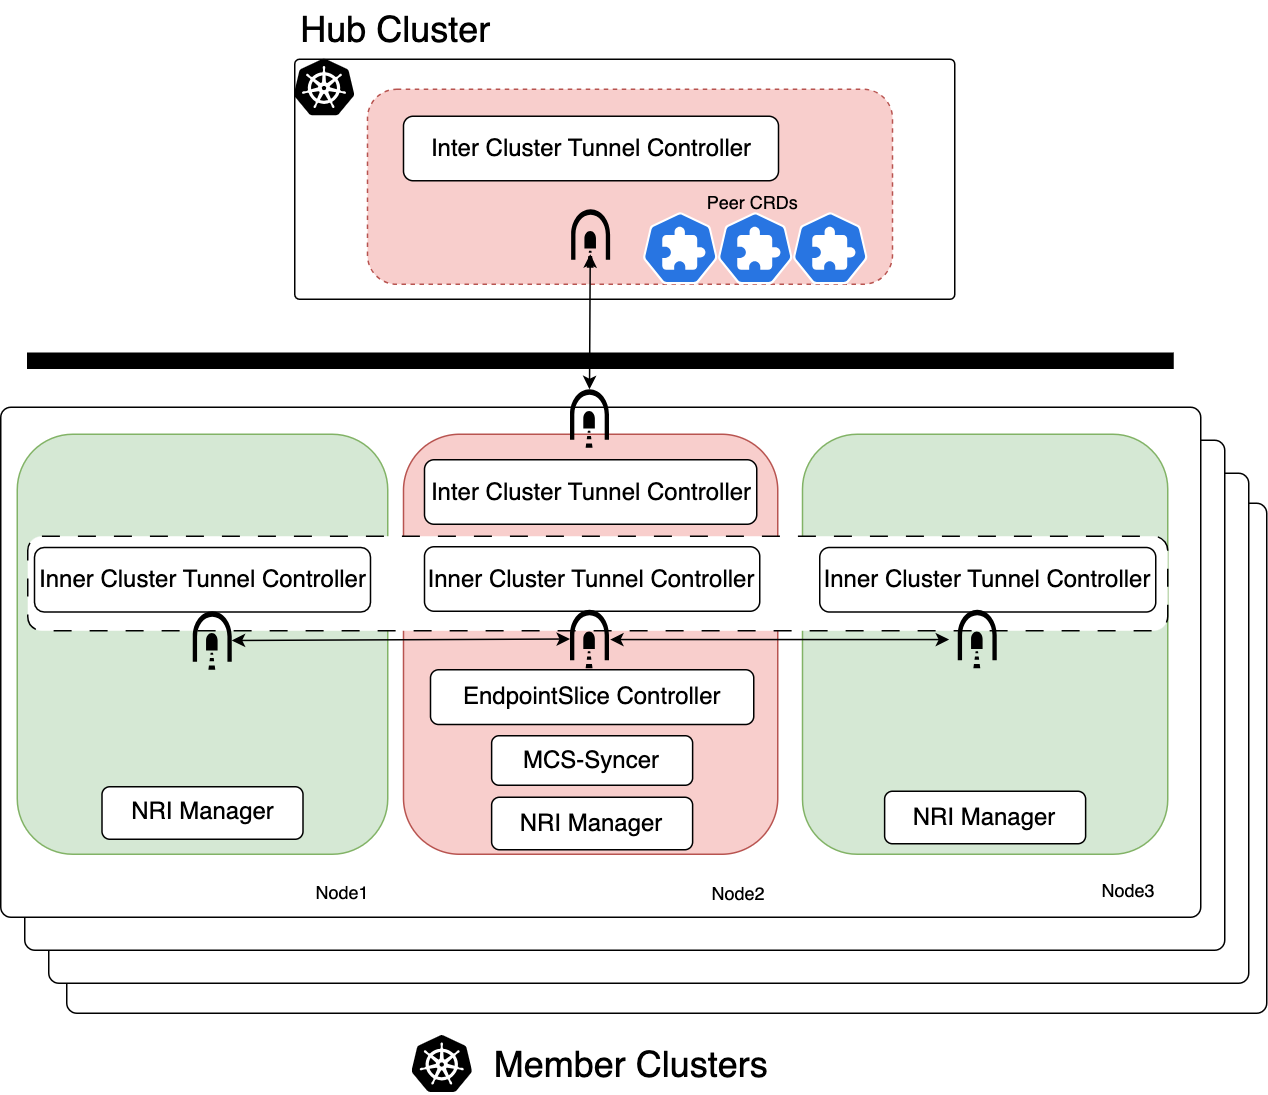 Hub Cluster
Inter Cluster Tunnel Controller
Peer CRDs
Inter Cluster Tunnel Controller
Inner Cluster Tunnel Controller
Inner Cluster Tunnel Controller
Inner Cluster Tunnel Controller
EndpointSlice Controller
MCS-Syncer
NRI Manager
NRI Manager
NRI Manager
Node1
Node2
Node3
Member Clusters